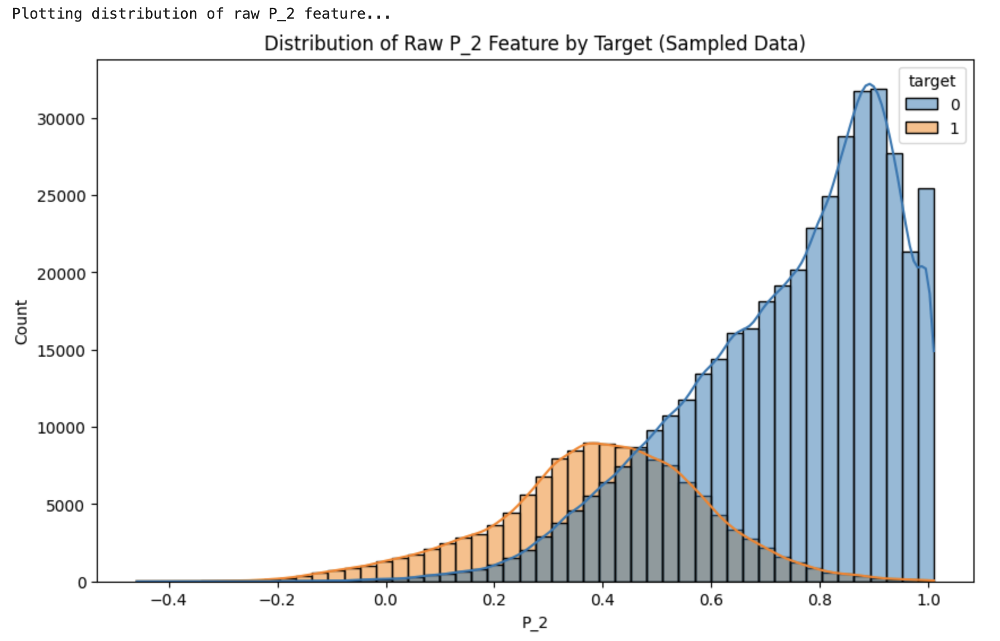 Plotting distribution of raw P_2 feature...
Distribution of Raw P_2 Feature by Target (Sampled Data)
target
0
1
30000
25000
20000
15000
10000
5000
0
Count
−0.4 −0.2 0.0 0.2 0.4 0.6 0.8 1.0
P_2